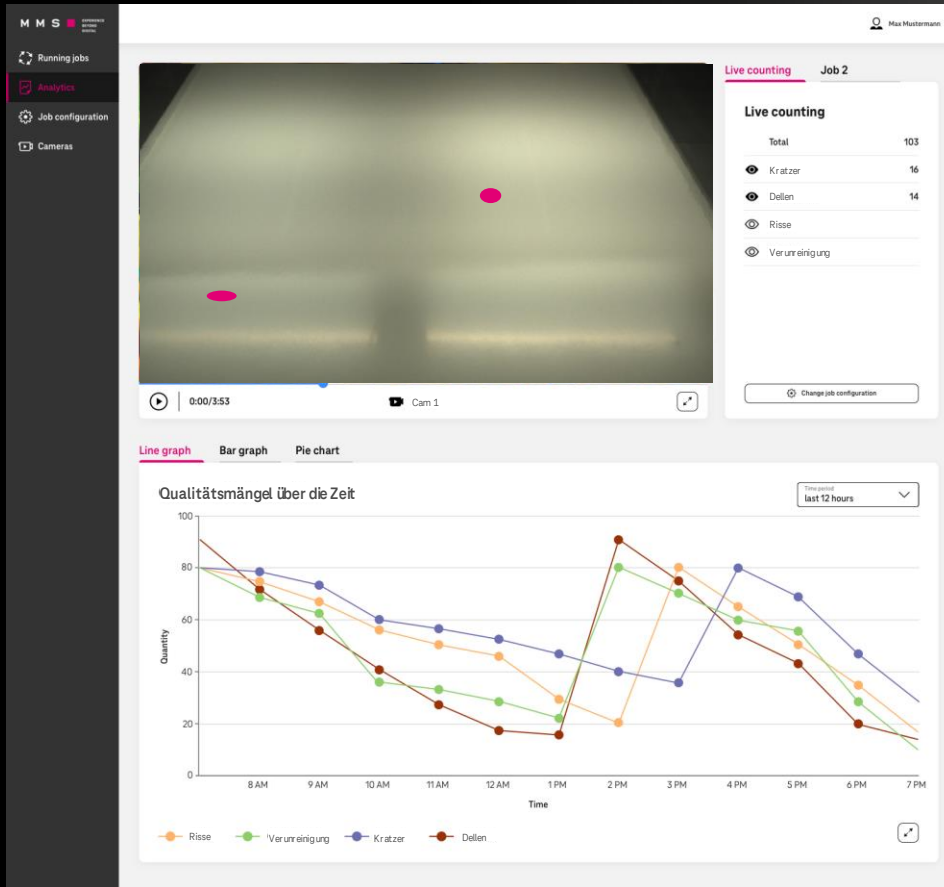 MMS EXPERIENCE
BEYOND
DIGITAL
Max Mustermann
Running jobs
Analytics
Job configuration
Cameras
Live counting
Job 2
Live counting
Total 103
Kratzer 16
Dellen 14
Risse
Verunreinigung
Change job configuration
0:00/3:53
Cam 1
Line graph
Bar graph
Pie chart
Qualitätsmängel über die Zeit
Time period
last 12 hours
Quantity
100
80
60
40
20
0
8 AM 9 AM 10 AM 11 AM 12 AM 1 PM 2 PM 3 PM 4 PM 5 PM 6 PM 7 PM
Time
Risse Verunreinigung Kratzer Dellen